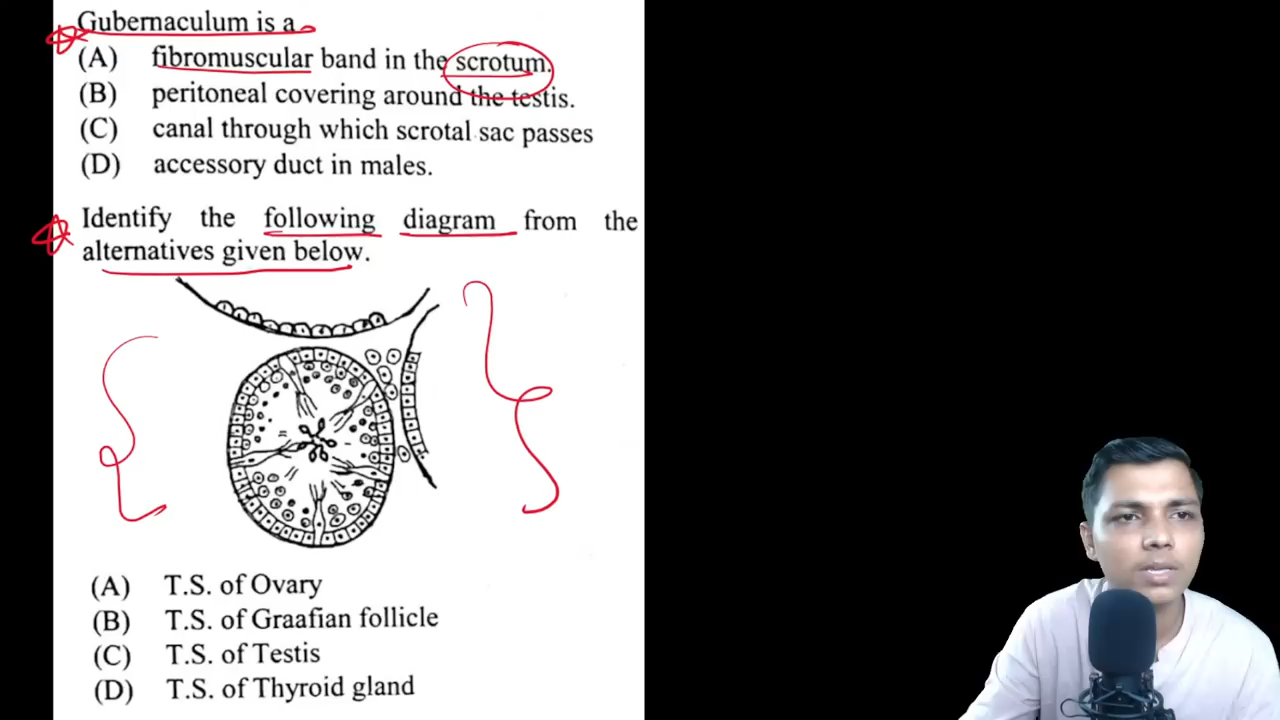 Gubernaculum is a
(A) fibromuscular band in the scrotum.
(B) peritoneal covering around the testis.
(C) canal through which scrotal sac passes
(D) accessory duct in males.
Identify the following diagram from the
alternatives given below.
(A) T.S. of Ovary
(B) T.S. of Graafian follicle
(C) T.S. of Testis
(D) T.S. of Thyroid gland